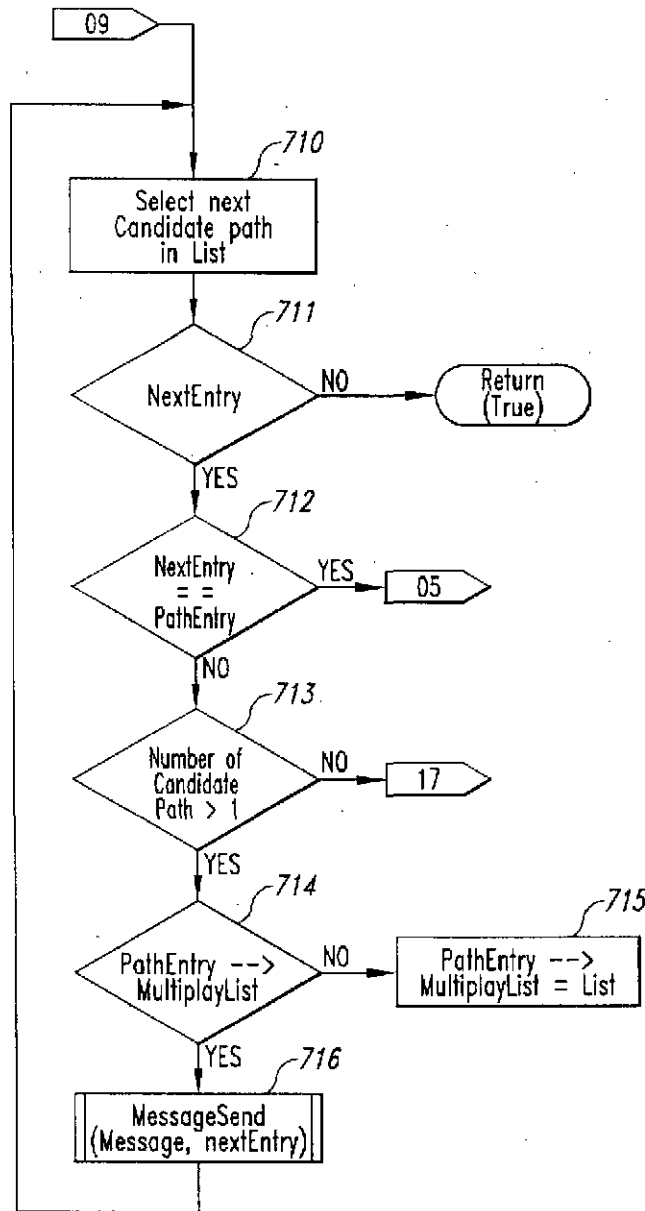 09
710
Select next
Candidate path
in List
711
NextEntry
NO
Return
(True)
YES
712
NextEntry
= =
PathEntry
YES
05
NO
713
Number of
Candidate
Path > 1
NO
17
YES
714
PathEntry -->
MultiplayList
NO
715
PathEntry -->
MultiplayList = List
YES
716
MessageSend
(Message, nextEntry)